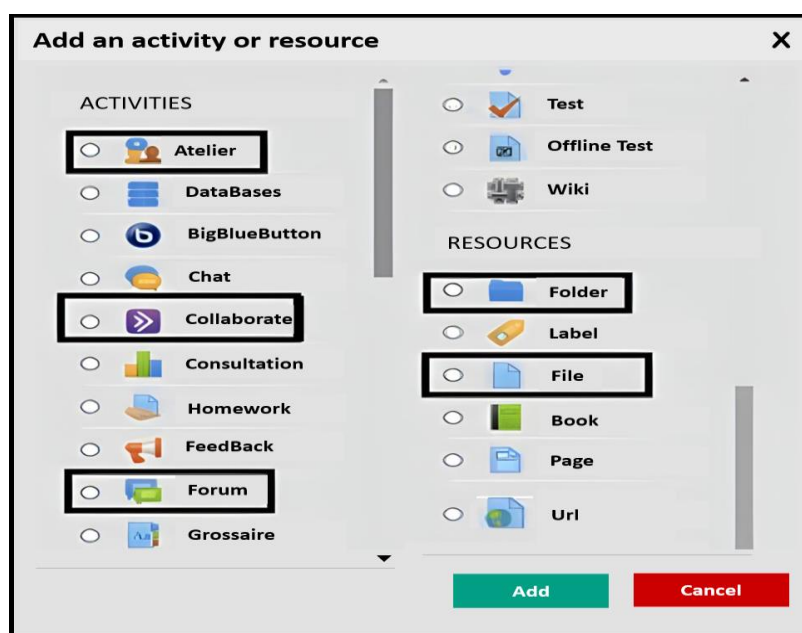 Add an activity or resource
ACTIVITIES
Atelier
DataBases
BigBlueButton
Chat
Collaborate
Consultation
Homework
FeedBack
Forum
Grossaire
Test
Offline Test
Wiki
RESOURCES
Folder
Label
File
Book
Page
Url
Add
Cancel